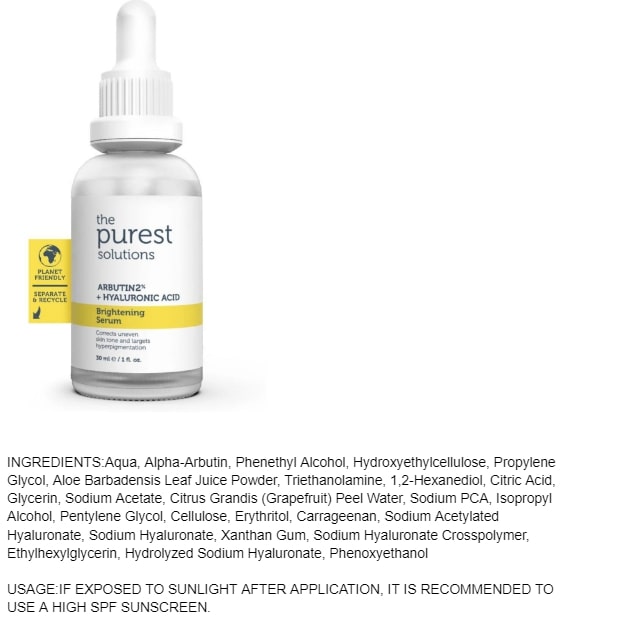 the
purest
solutions
ARBUTIN2%
+ HYALURONIC ACID
Brightening
Serum
Corrects uneven
skin tone and targets
hyperpigmentation
30 ml e / 1 fl. oz.
PLANET
FRIENDLY
SEPARATE
& RECYCLE
INGREDIENTS:Aqua, Alpha-Arbutin, Phenethyl Alcohol, Hydroxyethylcellulose, Propylene
Glycol, Aloe Barbadensis Leaf Juice Powder, Triethanolamine, 1,2-Hexanediol, Citric Acid,
Glycerin, Sodium Acetate, Citrus Grandis (Grapefruit) Peel Water, Sodium PCA, Isopropyl
Alcohol, Pentylene Glycol, Cellulose, Erythritol, Carrageenan, Sodium Acetylated
Hyaluronate, Sodium Hyaluronate, Xanthan Gum, Sodium Hyaluronate Crosspolymer,
Ethylhexylglycerin, Hydrolyzed Sodium Hyaluronate, Phenoxyethanol
USAGE:IF EXPOSED TO SUNLIGHT AFTER APPLICATION, IT IS RECOMMENDED TO
USE A HIGH SPF SUNSCREEN.